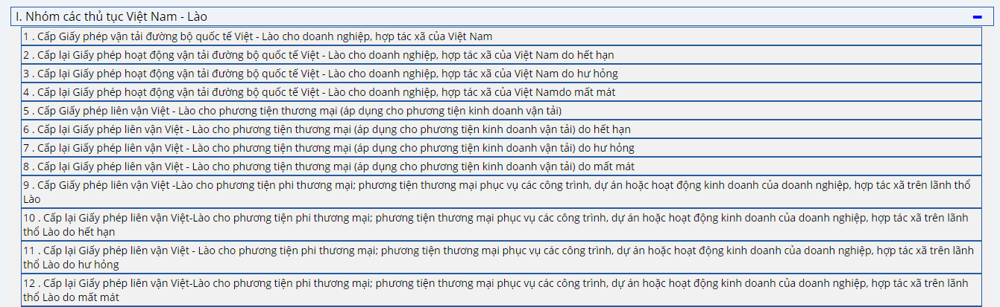 I. Nhóm các thủ tục Việt Nam - Lào
1 . Cấp Giấy phép vận tải đường bộ quốc tế Việt - Lào cho doanh nghiệp, hợp tác xã của Việt Nam
2 . Cấp lại Giấy phép hoạt động vận tải đường bộ quốc tế Việt - Lào cho doanh nghiệp, hợp tác xã của Việt Nam do hết hạn
3 . Cấp lại Giấy phép hoạt động vận tải đường bộ quốc tế Việt - Lào cho doanh nghiệp, hợp tác xã của Việt Nam do hư hỏng
4 . Cấp lại Giấy phép hoạt động vận tải đường bộ quốc tế Việt - Lào cho doanh nghiệp, hợp tác xã của Việt Namdo mất mát
5 . Cấp Giấy phép liên vận Việt - Lào cho phương tiện thương mại (áp dụng cho phương tiện kinh doanh vận tải)
6 . Cấp lại Giấy phép liên vận Việt - Lào cho phương tiện thương mại (áp dụng cho phương tiện kinh doanh vận tải) do hết hạn
7 . Cấp lại Giấy phép liên vận Việt - Lào cho phương tiện thương mại (áp dụng cho phương tiện kinh doanh vận tải) do hư hỏng
8 . Cấp lại Giấy phép liên vận Việt - Lào cho phương tiện thương mại (áp dụng cho phương tiện kinh doanh vận tải) do mất mát
9 . Cấp Giấy phép liên vận Việt -Lào cho phương tiện phi thương mại; phương tiện thương mại phục vụ các công trình, dự án hoặc hoạt động kinh doanh của doanh nghiệp, hợp tác xã trên lãnh thổ
Lào
10 . Cấp lại Giấy phép liên vận Việt-Lào cho phương tiện phi thương mại; phương tiện thương mại phục vụ các công trình, dự án hoặc hoạt động kinh doanh của doanh nghiệp, hợp tác xã trên lãnh
thổ Lào do hết hạn
11 . Cấp lại Giấy phép liên vận Việt - Lào cho phương tiện phi thương mại; phương tiện thương mại phục vụ các công trình, dự án hoặc hoạt động kinh doanh của doanh nghiệp, hợp tác xã trên lãnh
thổ Lào do hư hỏng
12 . Cấp lại Giấy phép liên vận Việt-Lào cho phương tiện phi thương mại; phương tiện thương mại phục vụ các công trình, dự án hoặc hoạt động kinh doanh của doanh nghiệp, hợp tác xã trên lãnh
thổ Lào do mất mát